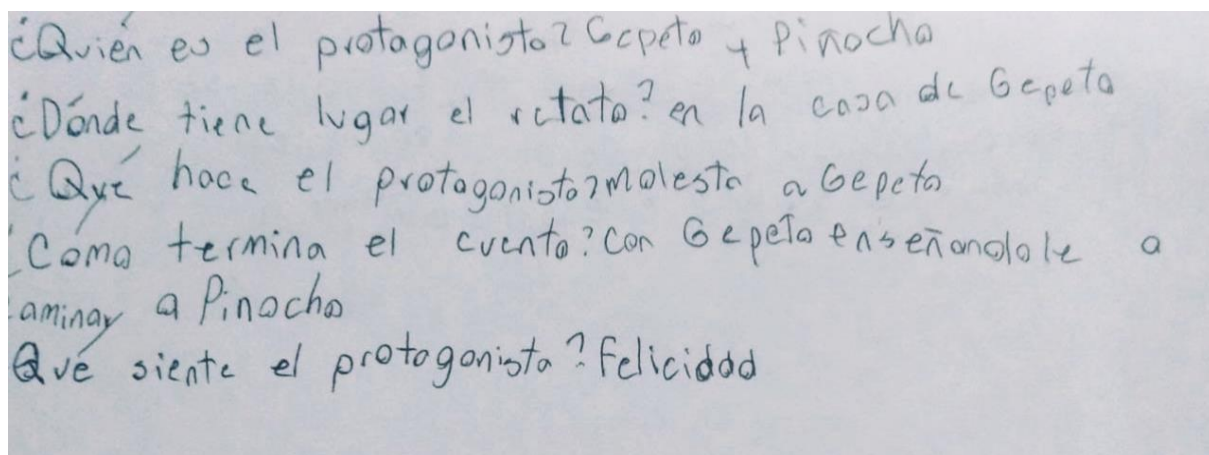 ¿Quién es el protagonista? Gepeto y Pinocho
¿Dónde tiene lugar el relato? en la casa de Gepeto
¿Qué hace el protagonista? Molesta a Gepeto
¿Cómo termina el cuento? con Gepeto enseñandole a
caminar a Pinocho
Qué siente el protagonista? Felicidad